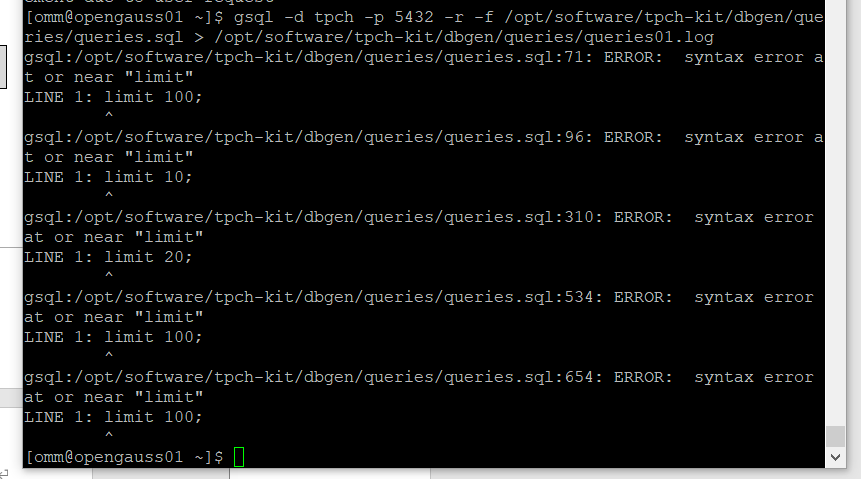 [omm@opengauss01 ~]$ gsql -d tpch -p 5432 -r -f /opt/software/tpch-kit/dbgen/que
ries/queries.sql > /opt/software/tpch-kit/dbgen/queries/queries01.log
gsql:/opt/software/tpch-kit/dbgen/queries/queries.sql:71: ERROR:  syntax error a
t or near "limit"
LINE 1: limit 100;
        ^
gsql:/opt/software/tpch-kit/dbgen/queries/queries.sql:96: ERROR:  syntax error a
t or near "limit"
LINE 1: limit 10;
        ^
gsql:/opt/software/tpch-kit/dbgen/queries/queries.sql:310: ERROR:  syntax error
at or near "limit"
LINE 1: limit 20;
        ^
gsql:/opt/software/tpch-kit/dbgen/queries/queries.sql:534: ERROR:  syntax error
at or near "limit"
LINE 1: limit 100;
        ^
gsql:/opt/software/tpch-kit/dbgen/queries/queries.sql:654: ERROR:  syntax error
at or near "limit"
LINE 1: limit 100;
        ^
[omm@opengauss01 ~]$